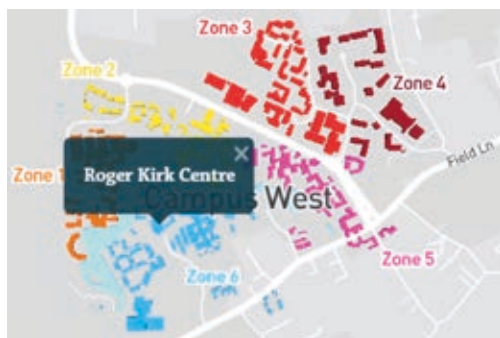 Zone 3
Zone 2
Zone 4
Field Ln
Roger Kirk Centre
Zone 1
Campus West
Zone 6
Zone 5